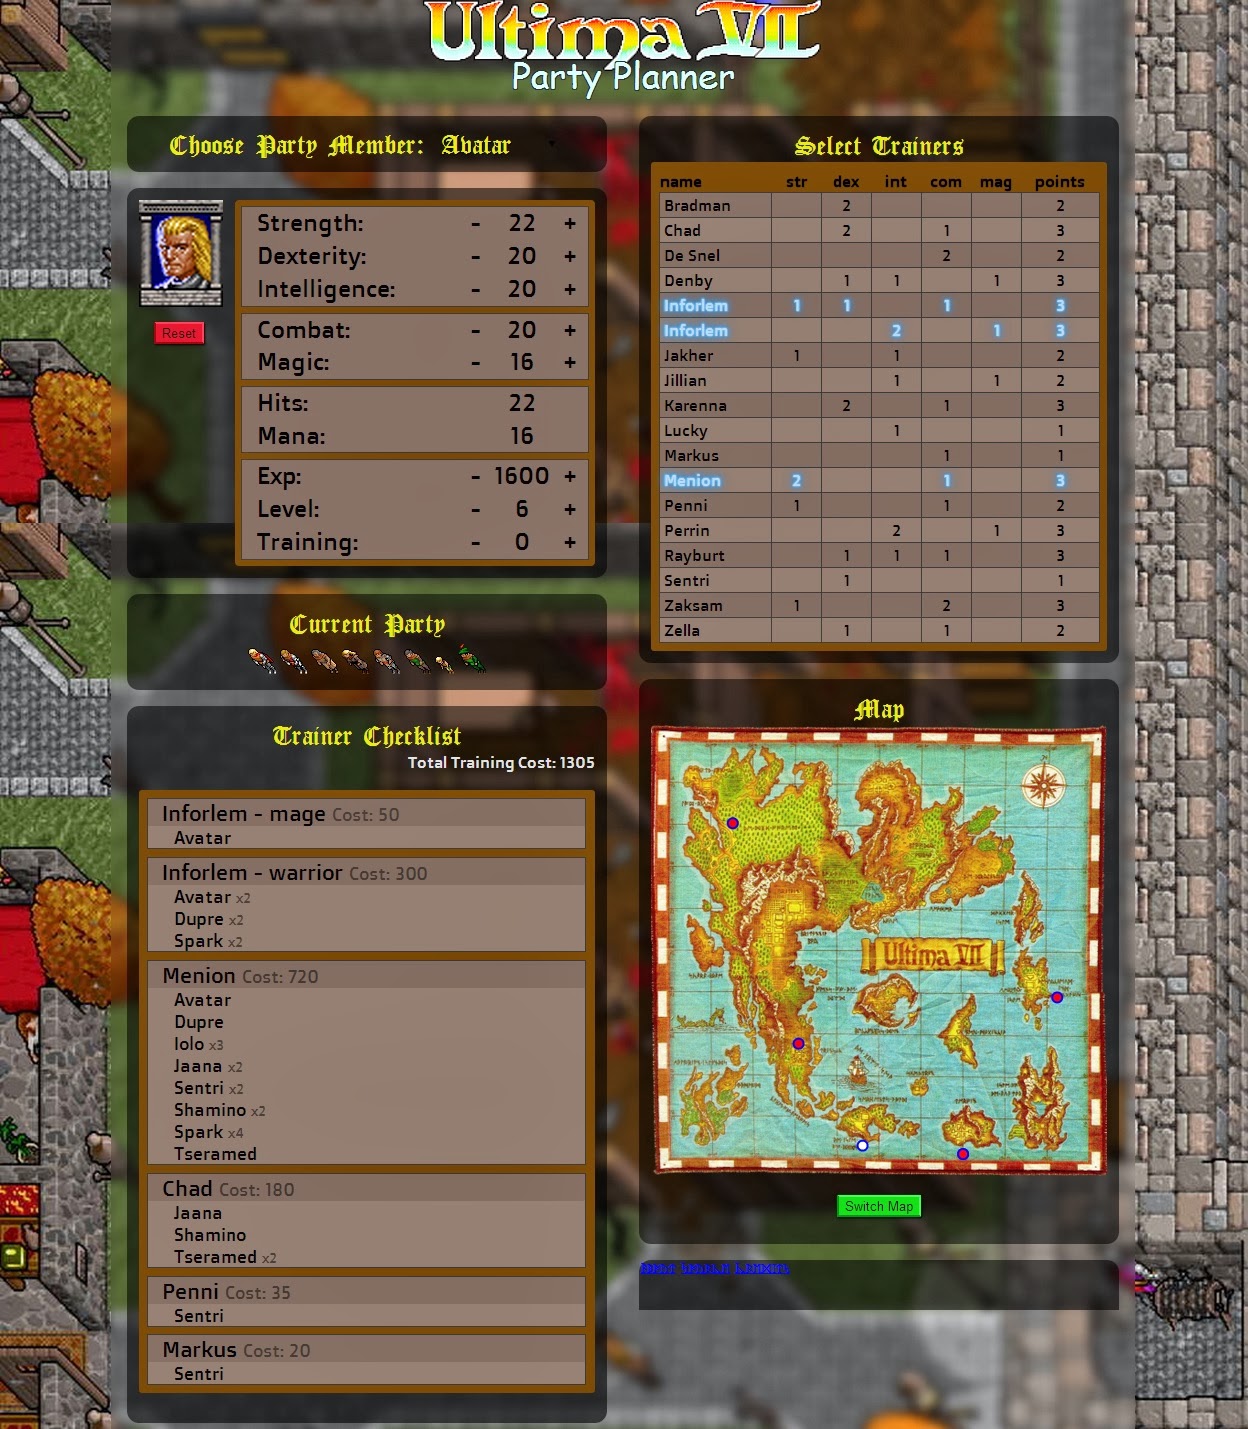 Ultima VII
Party Planner
Choose Party Member: Avatar
Strength: - 22 +
Dexterity: - 20 +
Intelligence: - 20 +
Reset
Combat: - 20 +
Magic: - 16 +
Hits: 22
Mana: 16
Exp: - 1600 +
Level: - 6 +
Training: - 0 +
Current Party
Trainer Checklist
Total Training Cost: 1305
Inforlem - mage Cost: 50
Avatar
Inforlem - warrior Cost: 300
Avatar x2
Dupre x2
Spark x2
Menion Cost: 720
Avatar
Dupre
Iolo x3
Jaana x2
Sentri x2
Shamino x2
Spark x4
Tseramed
Chad Cost: 180
Jaana
Shamino
Tseramed x2
Penni Cost: 35
Sentri
Markus Cost: 20
Sentri
Select Trainers
name str dex int com mag points
Bradman 2 2
Chad 2 1 3
De Snel 2 2
Denby 1 1 1 3
Inforlem 1 1 1 3
Inforlem 2 1 3
Jakher 1 1 2
Jillian 1 1 2
Karenna 2 1 3
Lucky 1 1
Markus 1 1
Menion 2 1 3
Penni 1 1 2
Perrin 2 1 3
Rayburt 1 1 1 3
Sentri 1 1
Zaksam 1 2 3
Zella 1 1 2
Map
Ultima VII
Switch Map